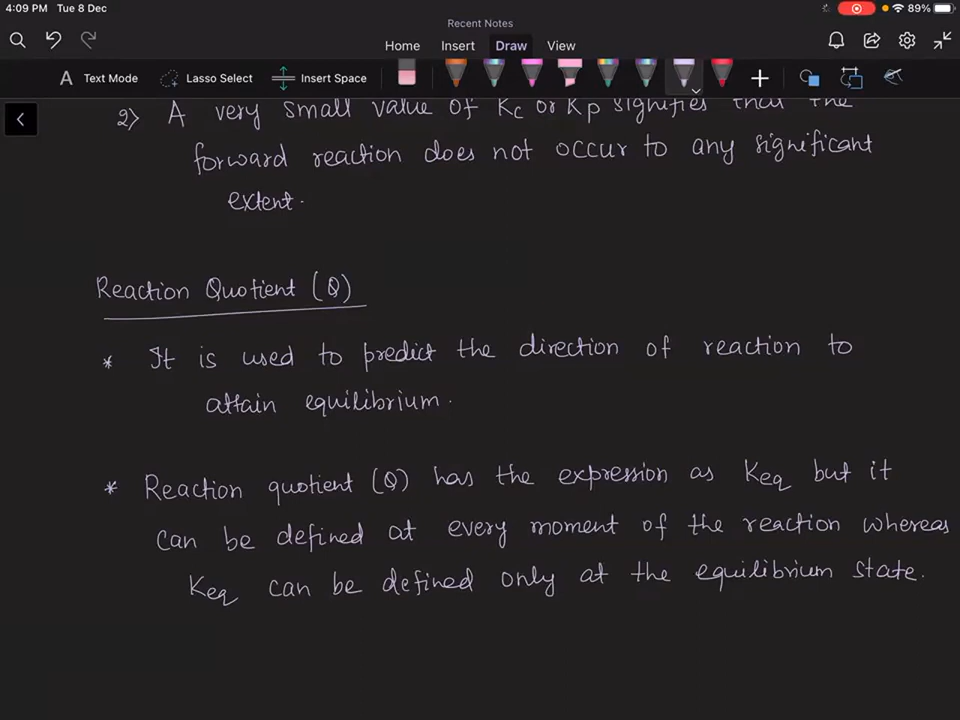 4:09 PM Tue 8 Dec
89%
Recent Notes
Home Insert Draw View
Text Mode Lasso Select Insert Space
2) A very small value of Kc or Kp signifies that the
forward reaction does not occur to any significant
extent.
Reaction Quotient (Q)
* It is used to predict the direction of reaction to
attain equilibrium.
* Reaction quotient (Q) has the expression as Keq but it
can be defined at every moment of the reaction whereas
Keq can be defined only at the equilibrium state.